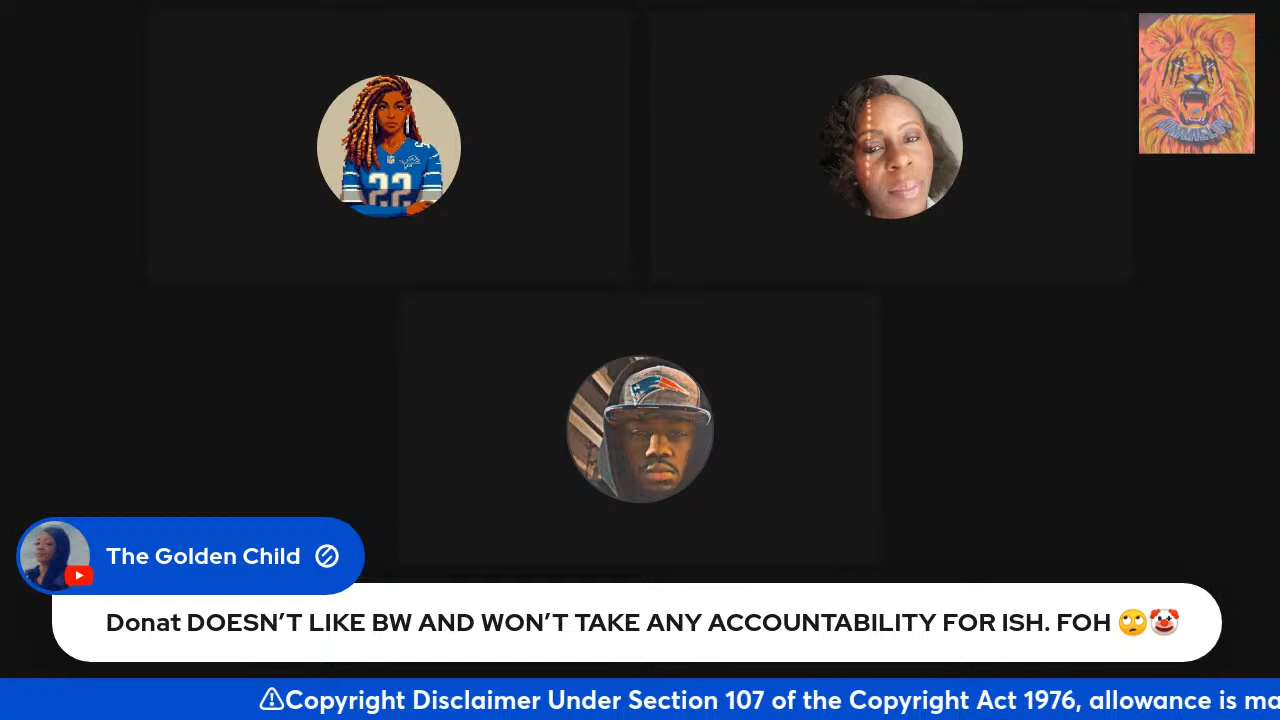 22
The Golden Child
Donat DOESN’T LIKE BW AND WON’T TAKE ANY ACCOUNTABILITY FOR ISH. FOH 🙄🤡
⚠Copyright Disclaimer Under Section 107 of the Copyright Act 1976, allowance is ma